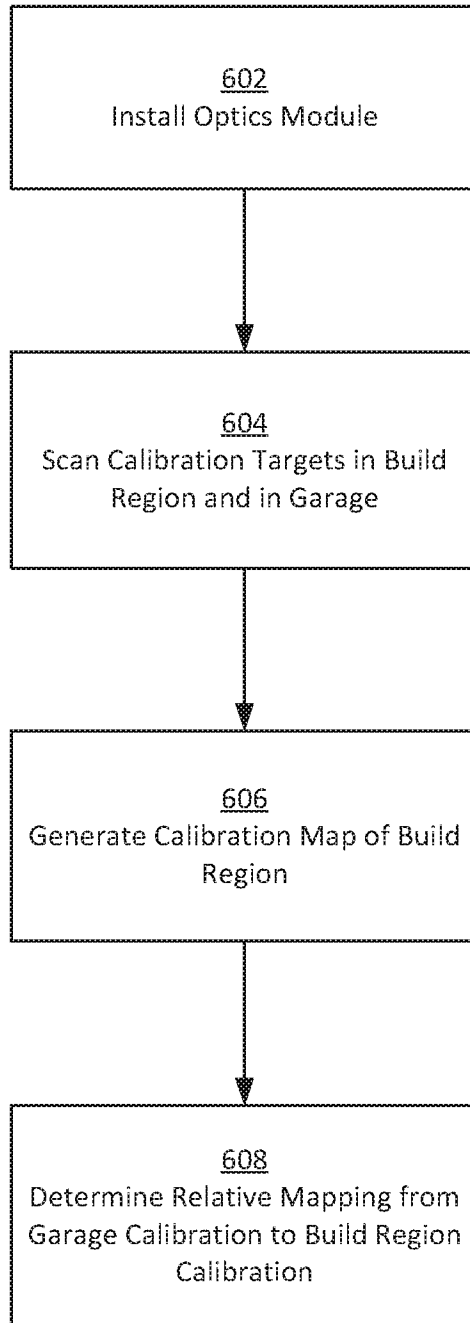 602
Install Optics Module
604
Scan Calibration Targets in Build
Region and in Garage
606
Generate Calibration Map of Build
Region
608
Determine Relative Mapping from
Garage Calibration to Build Region
Calibration